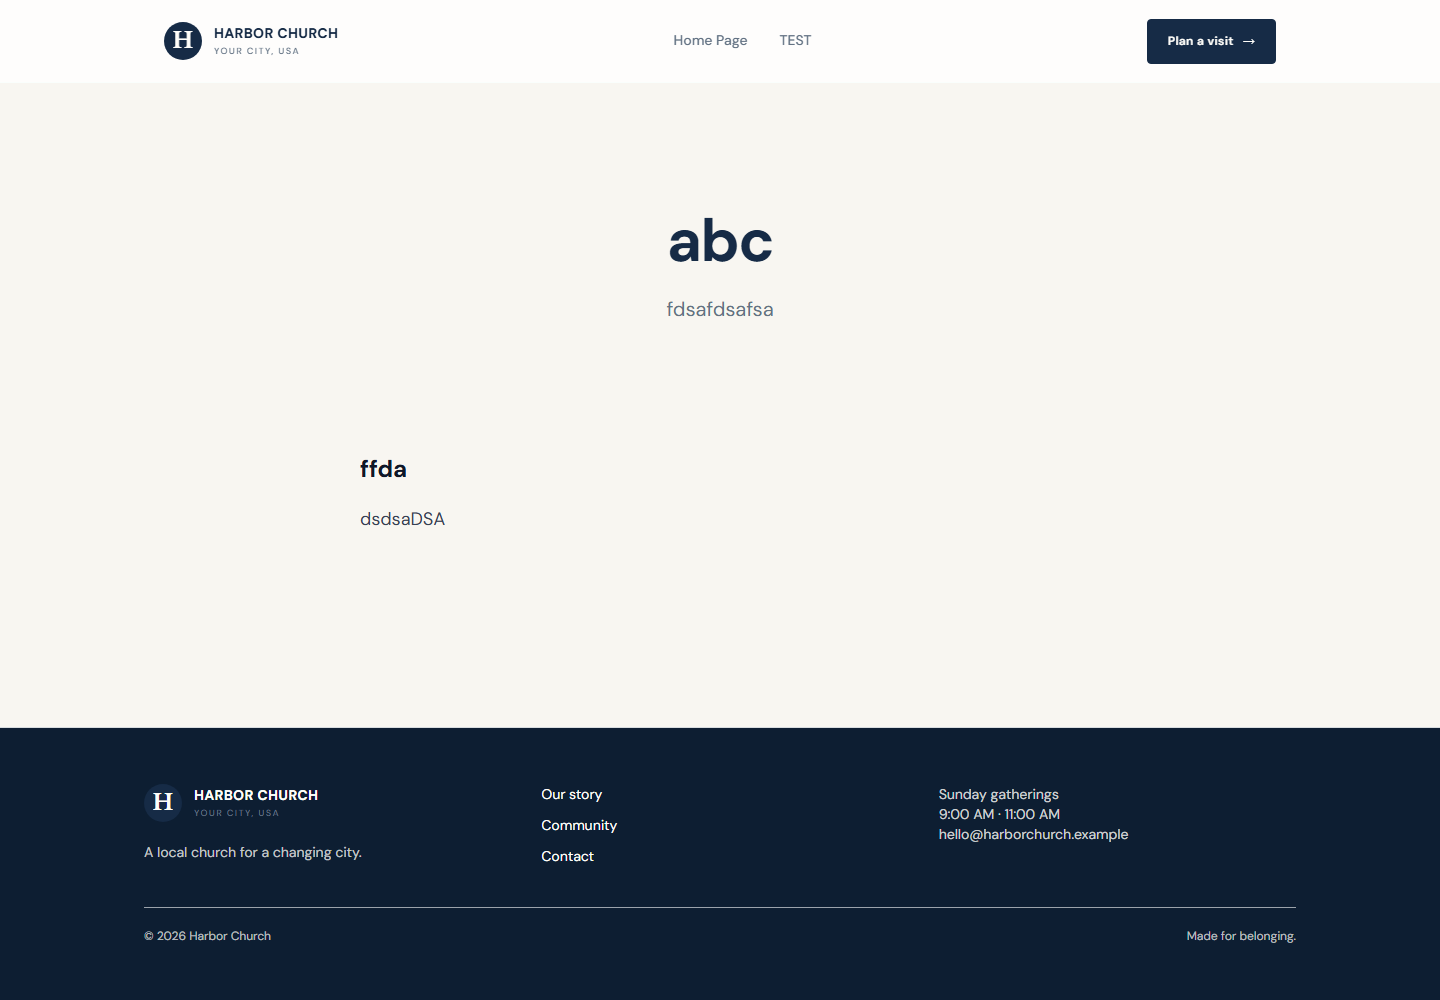 H HARBOR CHURCH
YOUR CITY, USA
Home Page TEST
Plan a visit →
abc
fdsafdsafsa
ffda
dsdsaDSA
H HARBOR CHURCH
YOUR CITY, USA
A local church for a changing city.
Our story
Community
Contact
Sunday gatherings
9:00 AM · 11:00 AM
hello@harborchurch.example
© 2026 Harbor Church
Made for belonging.